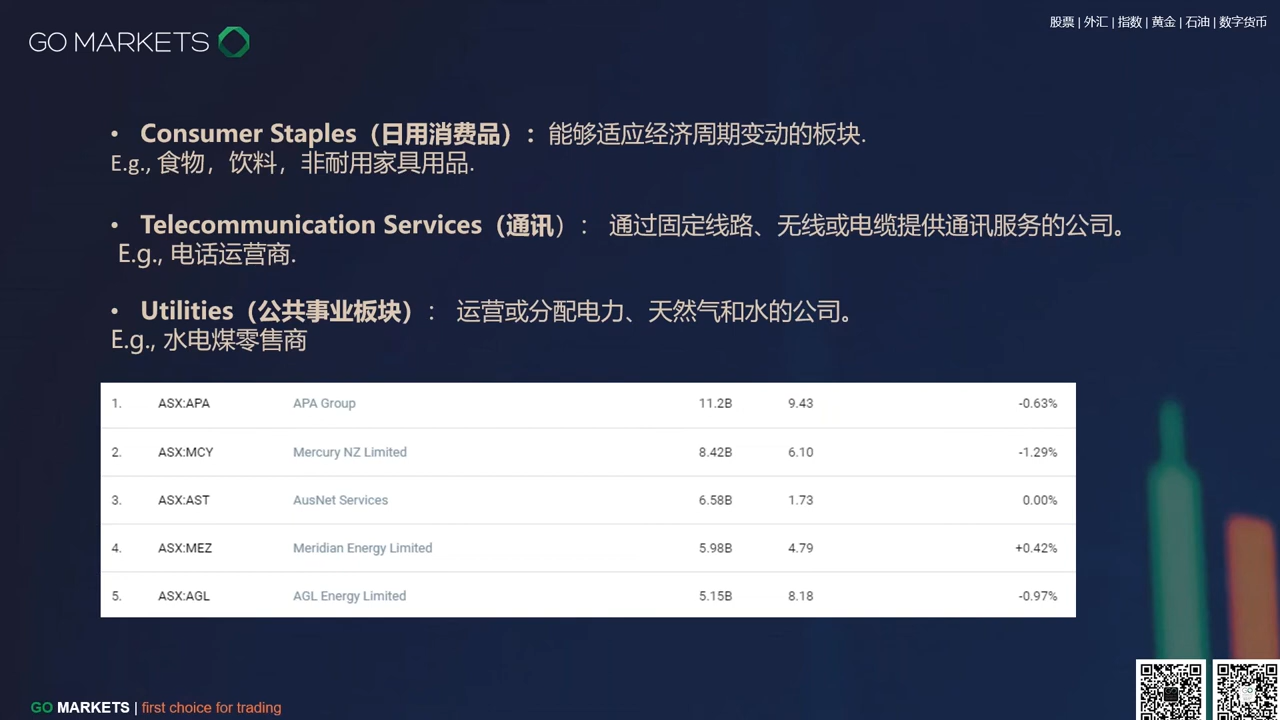 GO MARKETS
股票 | 外汇 | 指数 | 黄金 | 石油 | 数字货币
• Consumer Staples（日用消费品）：能够适应经济周期变动的板块.
E.g., 食物，饮料，非耐用家具用品.
• Telecommunication Services（通讯）： 通过固定线路、无线或电缆提供通讯服务的公司。
E.g., 电话运营商.
• Utilities（公共事业板块）： 运营或分配电力、天然气和水的公司。
E.g., 水电煤零售商
1. ASX:APA APA Group 11.2B 9.43 -0.63%
2. ASX:MCY Mercury NZ Limited 8.42B 6.10 -1.29%
3. ASX:AST AusNet Services 6.58B 1.73 0.00%
4. ASX:MEZ Meridian Energy Limited 5.98B 4.79 +0.42%
5. ASX:AGL AGL Energy Limited 5.15B 8.18 -0.97%
GO MARKETS | first choice for trading